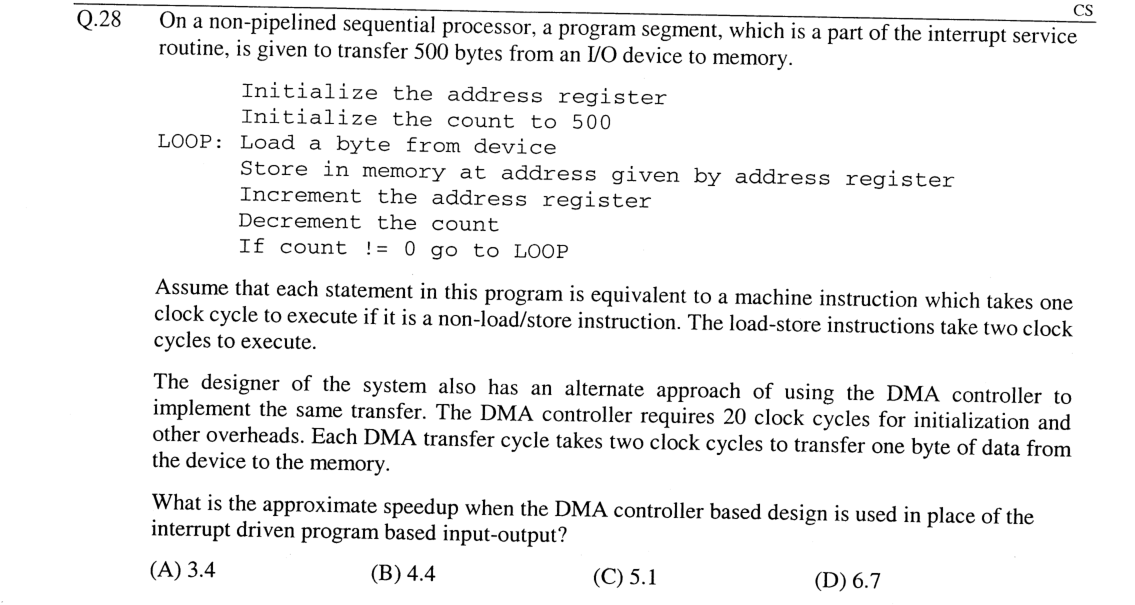 CS
Q.28 On a non-pipelined sequential processor, a program segment, which is a part of the interrupt service
routine, is given to transfer 500 bytes from an I/O device to memory.
Initialize the address register
Initialize the count to 500
LOOP: Load a byte from device
Store in memory at address given by address register
Increment the address register
Decrement the count
If count != 0 go to LOOP
Assume that each statement in this program is equivalent to a machine instruction which takes one
clock cycle to execute if it is a non-load/store instruction. The load-store instructions take two clock
cycles to execute.
The designer of the system also has an alternate approach of using the DMA controller to
implement the same transfer. The DMA controller requires 20 clock cycles for initialization and
other overheads. Each DMA transfer cycle takes two clock cycles to transfer one byte of data from
the device to the memory.
What is the approximate speedup when the DMA controller based design is used in place of the
interrupt driven program based input-output?
(A) 3.4 (B) 4.4 (C) 5.1 (D) 6.7